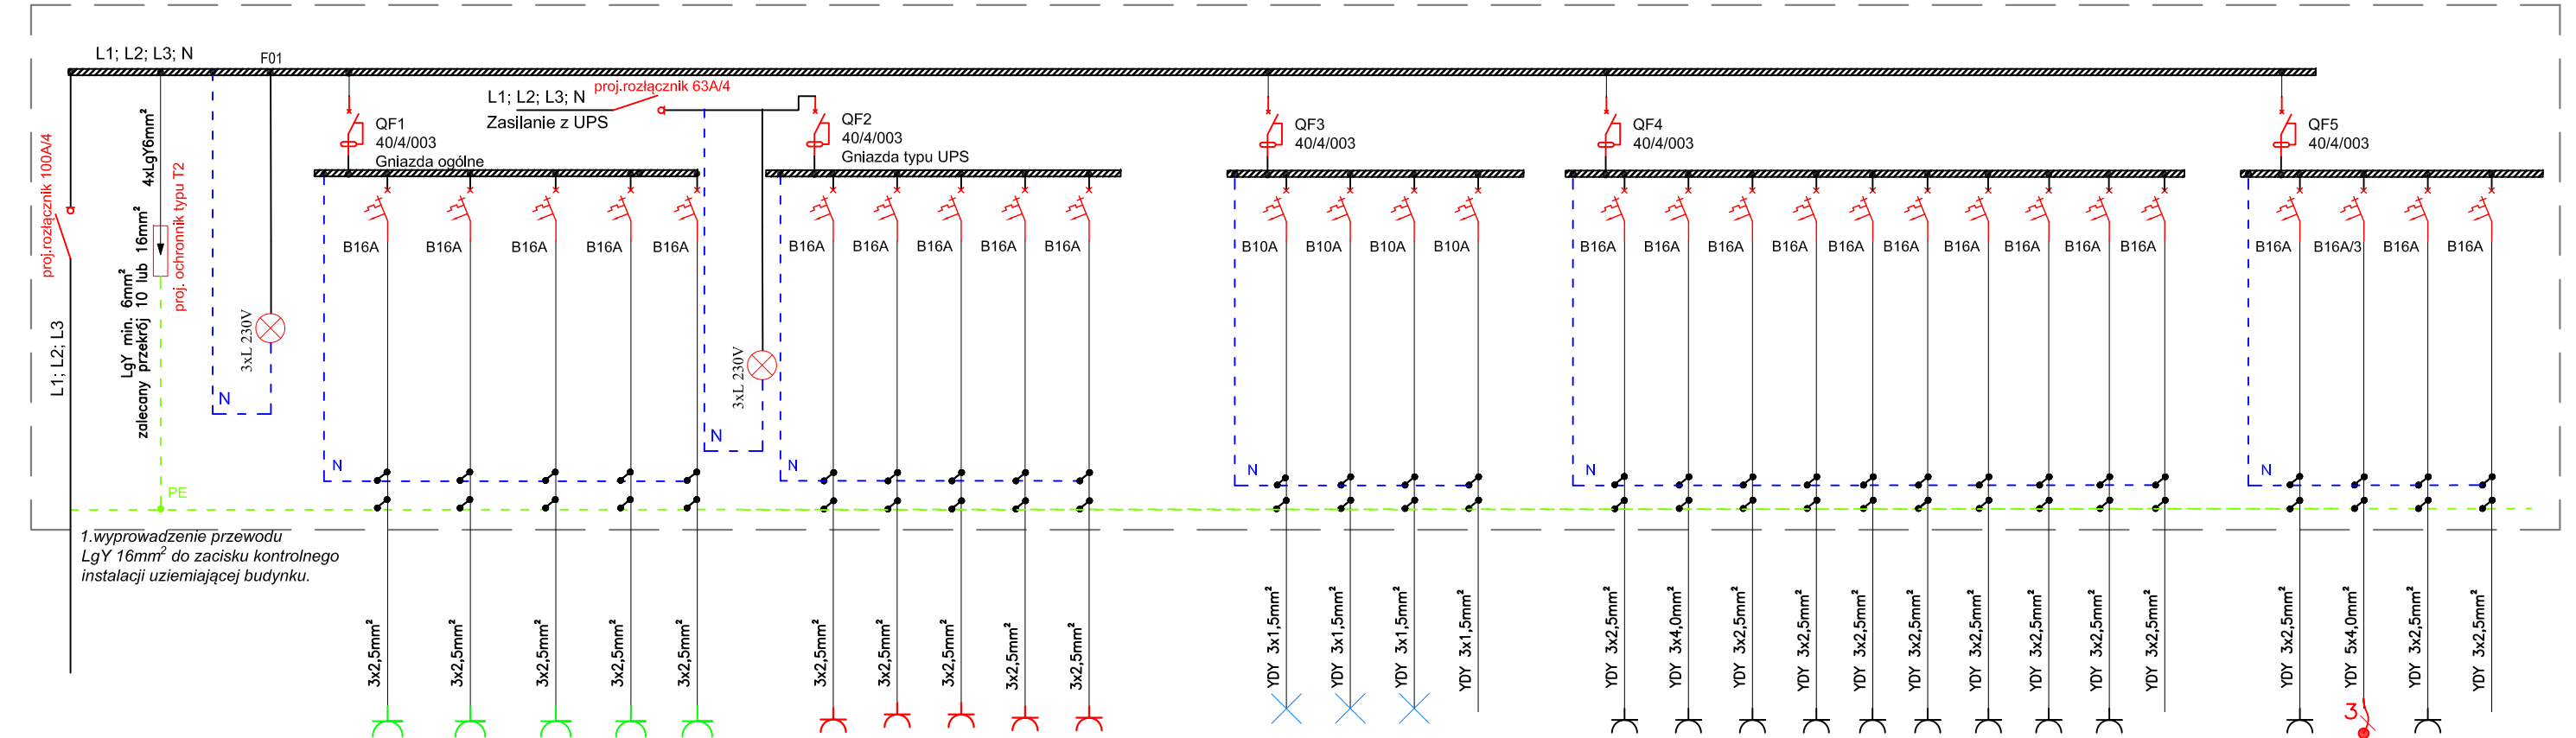 L1; L2; L3; N
F01
proj.rozłącznik 100A/4
L1; L2; L3
4xLgY6mm²
proj. ochronnik typu T2
LgY min. 6mm²
zalecany przekrój 10 lub 16mm²
PE
3xL 230V
N
1.wyprowadzenie przewodu
LgY 16mm² do zacisku kontrolnego
instalacji uziemiającej budynku.
QF1
40/4/003
Gniazda ogólne
B16A
B16A
B16A
B16A
B16A
N
3x2,5mm²
3x2,5mm²
3x2,5mm²
3x2,5mm²
3x2,5mm²
L1; L2; L3; N
Zasilanie z UPS
proj.rozłącznik 63A/4
3xL 230V
N
QF2
40/4/003
Gniazda typu UPS
B16A
B16A
B16A
B16A
B16A
N
3x2,5mm²
3x2,5mm²
3x2,5mm²
3x2,5mm²
3x2,5mm²
QF3
40/4/003
B10A
B10A
B10A
B10A
N
YDY 3x1,5mm²
YDY 3x1,5mm²
YDY 3x1,5mm²
YDY 3x1,5mm²
QF4
40/4/003
B16A
B16A
B16A
B16A
B16A
B16A
B16A
B16A
B16A
N
YDY 3x2,5mm²
YDY 3x4,0mm²
YDY 3x2,5mm²
YDY 3x2,5mm²
YDY 3x2,5mm²
YDY 3x2,5mm²
YDY 3x2,5mm²
YDY 3x2,5mm²
YDY 3x2,5mm²
QF5
40/4/003
B16A
B16A/3
B16A
B16A
N
YDY 3x2,5mm²
YDY 5x4,0mm²
YDY 3x2,5mm²
YDY 3x2,5mm²
3